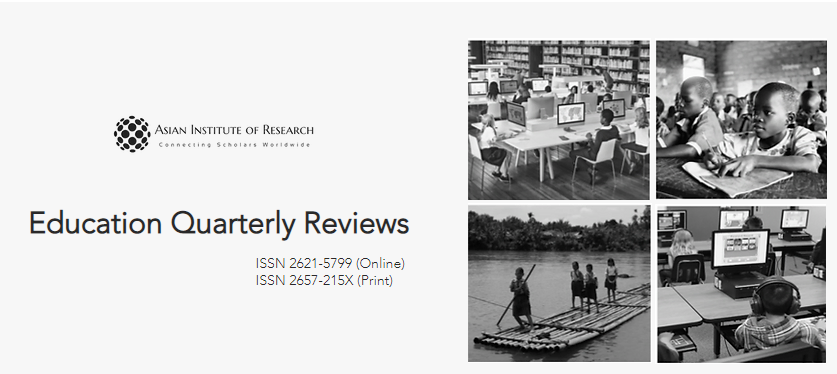 Asian Institute of Research
Connecting Scholars Worldwide
Education Quarterly Reviews
ISSN 2621-5799 (Online)
ISSN 2657-215X (Print)